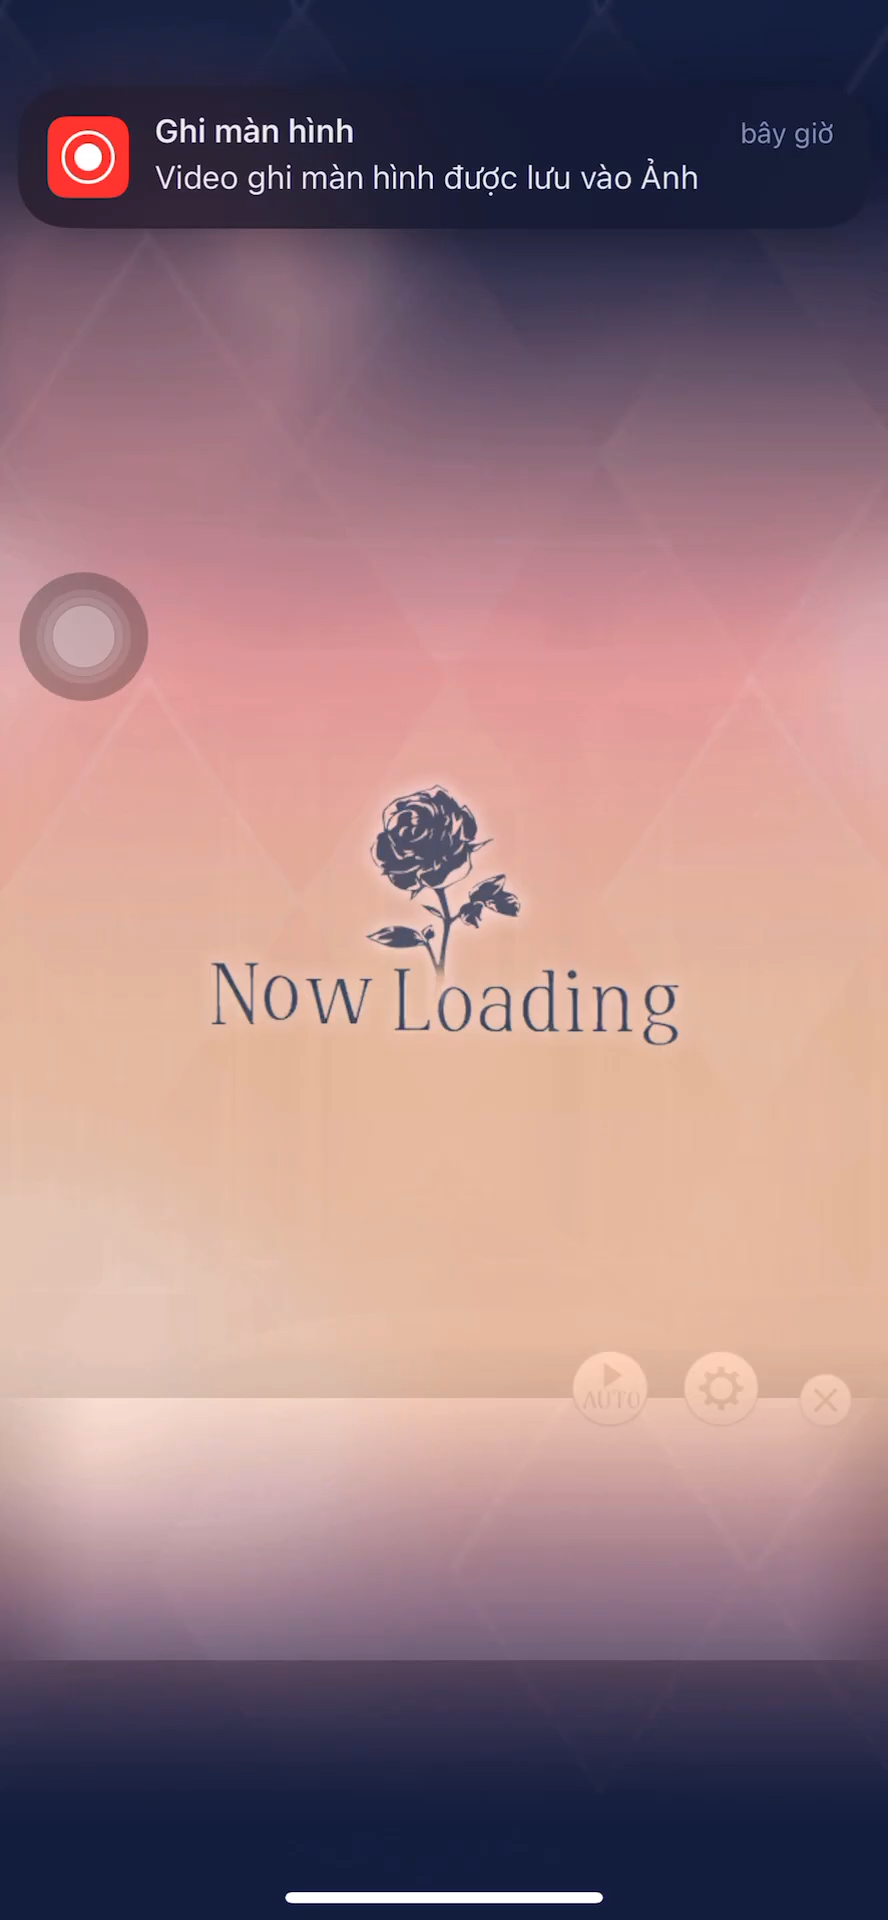 Ghi màn hình
bây giờ
Video ghi màn hình được lưu vào Ảnh
Now Loading
AUTO